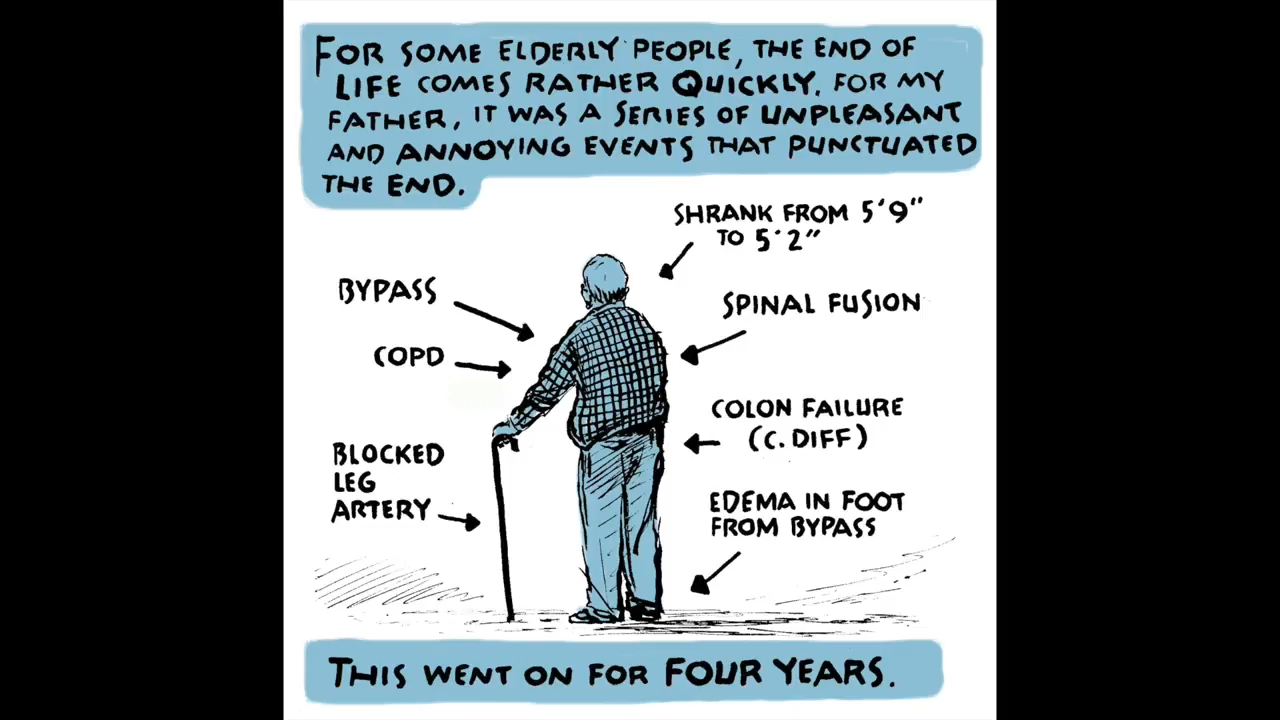 FOR SOME ELDERLY PEOPLE, THE END OF
LIFE COMES RATHER QUICKLY. FOR MY
FATHER, IT WAS A SERIES OF UNPLEASANT
AND ANNOYING EVENTS THAT PUNCTUATED
THE END.
SHRANK FROM 5'9"
TO 5'2"
BYPASS
SPINAL FUSION
COPD
COLON FAILURE
(C. DIFF)
BLOCKED
LEG
ARTERY
EDEMA IN FOOT
FROM BYPASS
THIS WENT ON FOR FOUR YEARS.